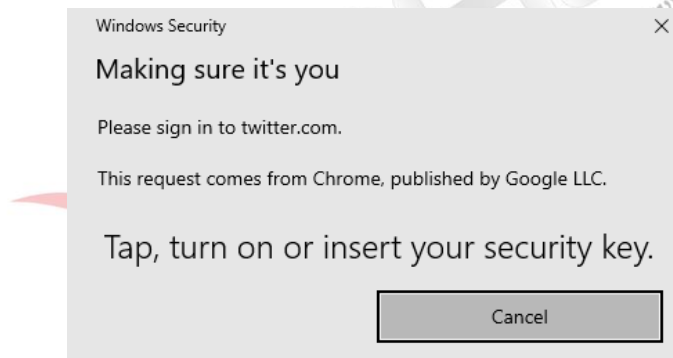 Windows Security
Making sure it's you
Please sign in to twitter.com.
This request comes from Chrome, published by Google LLC.
Tap, turn on or insert your security key.
Cancel